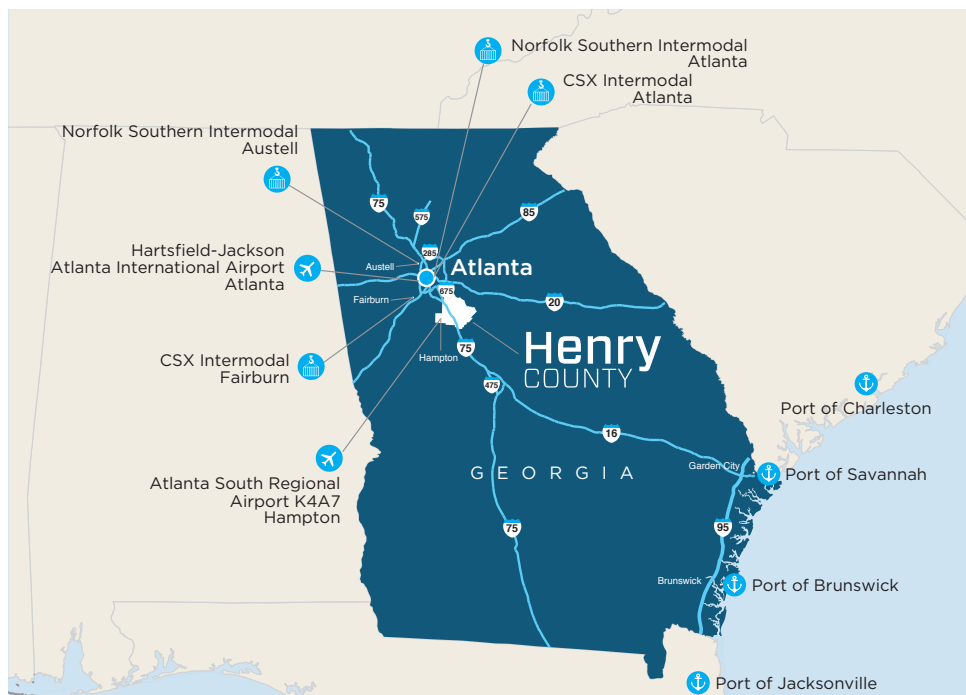 Norfolk Southern Intermodal
Atlanta
CSX Intermodal
Atlanta
Norfolk Southern Intermodal
Austell
75
575
85
285
Hartsfield-Jackson
Atlanta International Airport
Atlanta
Austell
Atlanta
675
Fairburn
20
Henry
COUNTY
75
Hampton
CSX Intermodal
Fairburn
475
Port of Charleston
16
Atlanta South Regional
Airport K4A7
Hampton
GEORGIA
Garden City
Port of Savannah
75
95
Brunswick
Port of Brunswick
Port of Jacksonville